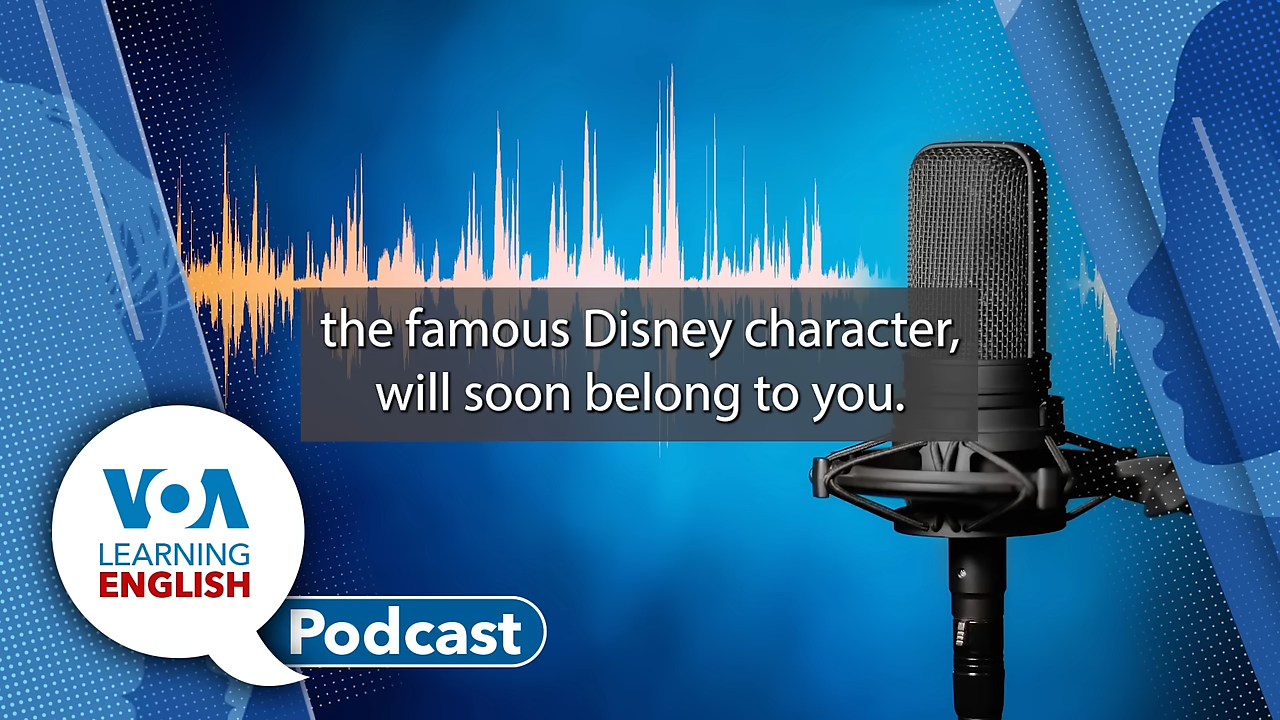 the famous Disney character,
will soon belong to you.
VOA
LEARNING
ENGLISH
Podcast